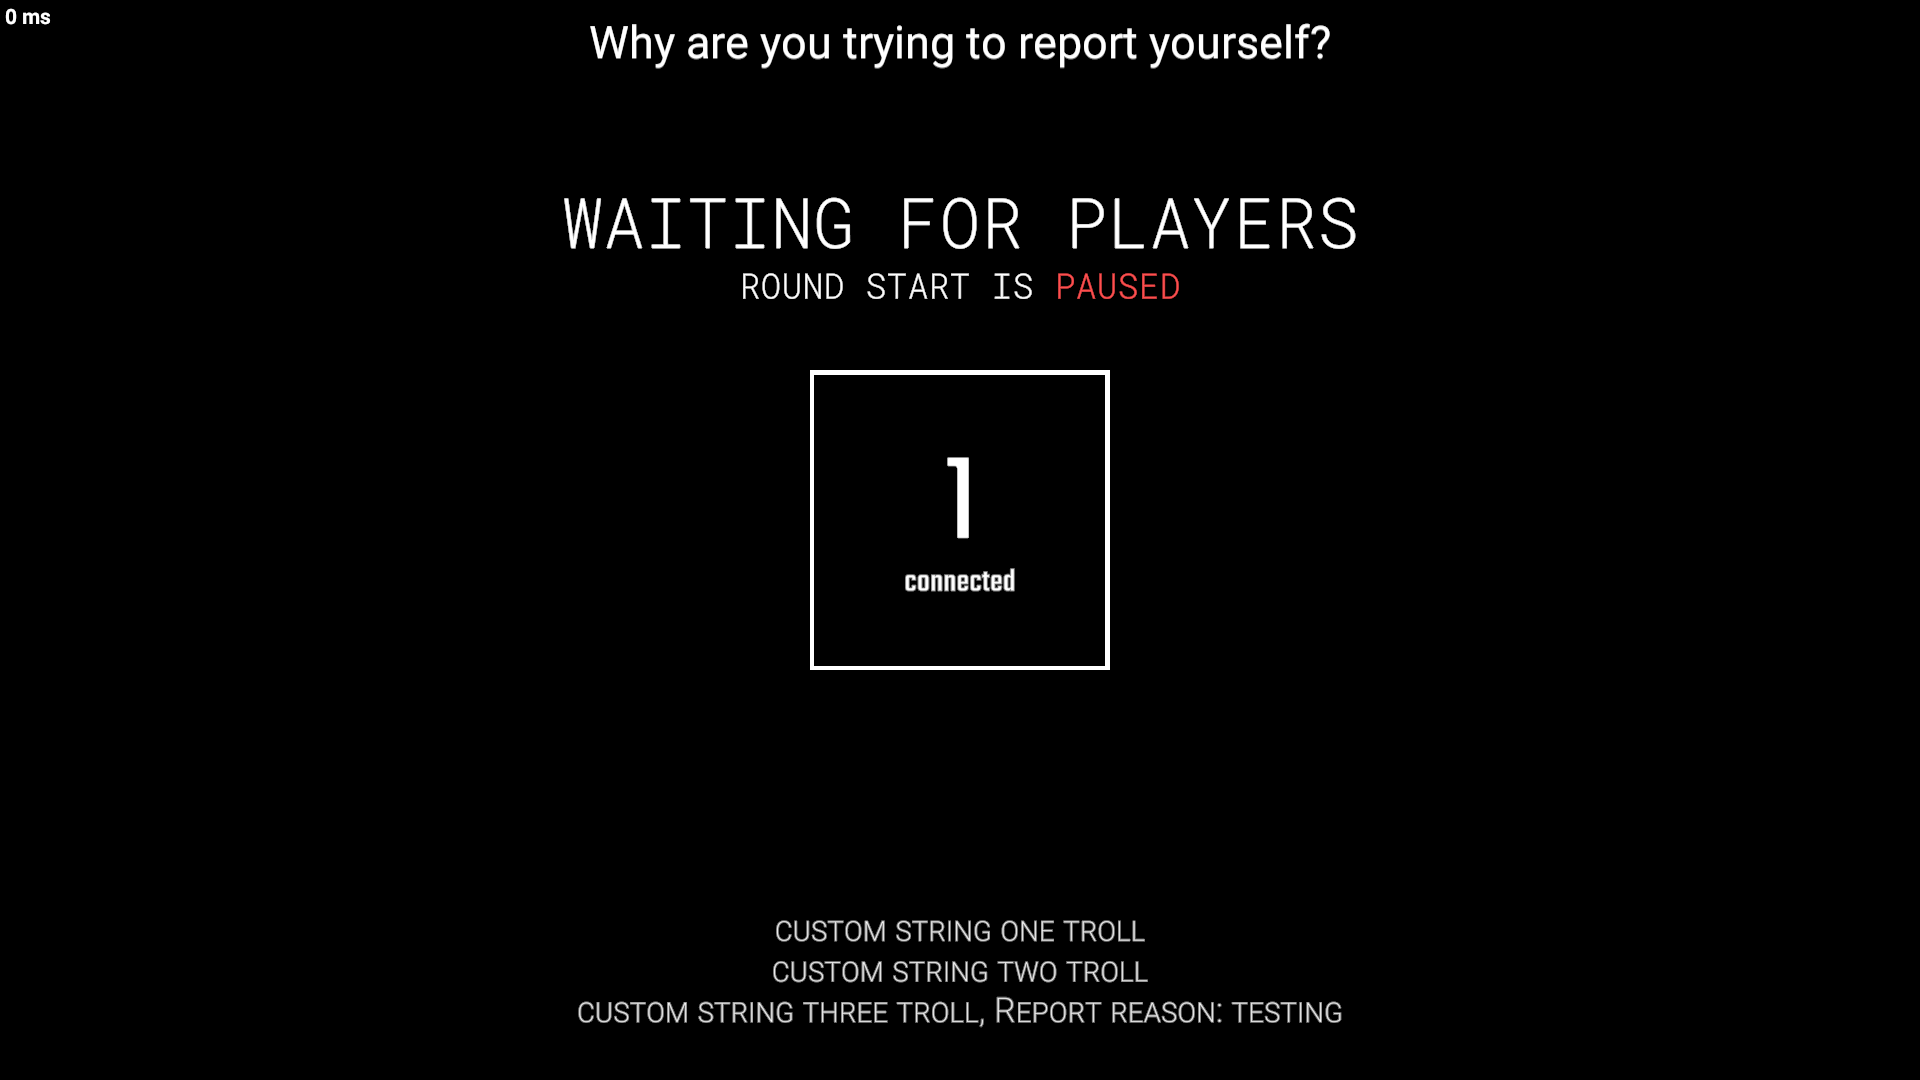 0 ms
Why are you trying to report yourself?
WAITING FOR PLAYERS
ROUND START IS PAUSED
1
connected
CUSTOM STRING ONE TROLL
CUSTOM STRING TWO TROLL
CUSTOM STRING THREE TROLL, REPORT REASON: TESTING